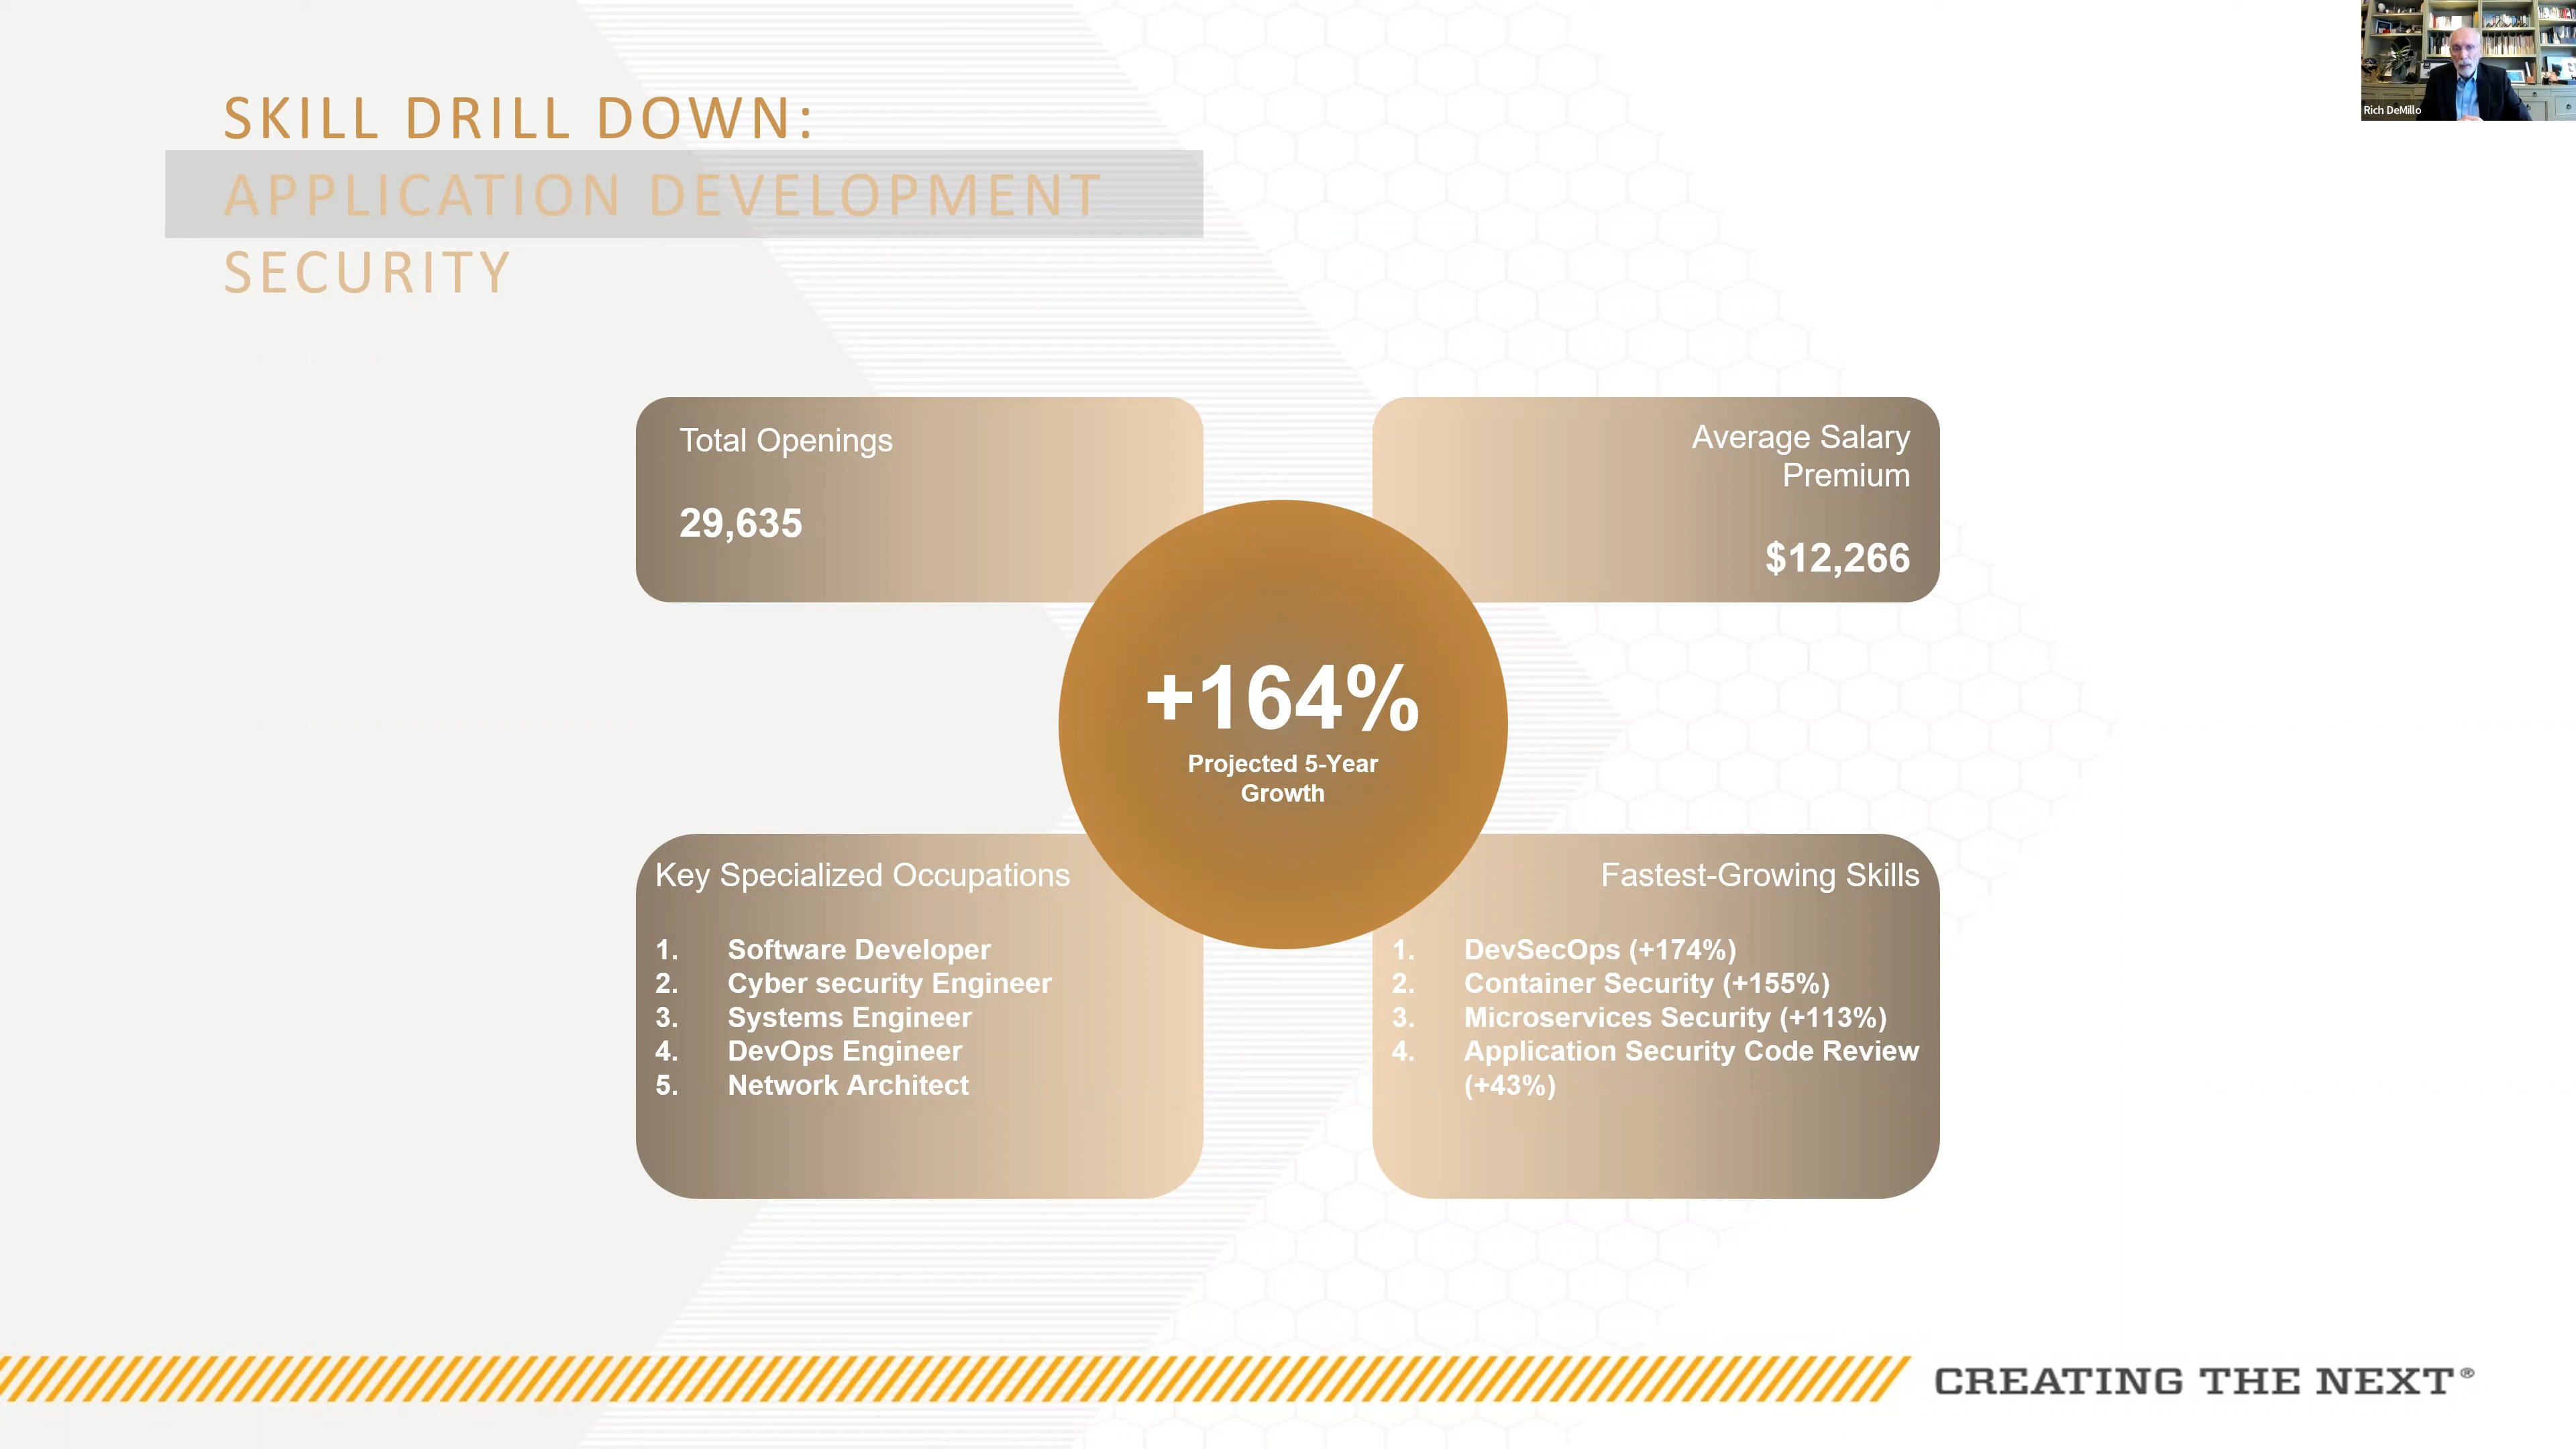 SKILL DRILL DOWN:
APPLICATION DEVELOPMENT
SECURITY
Rich DeMillo
Total Openings
29,635
Average Salary
Premium
$12,266
+164%
Projected 5-Year
Growth
Key Specialized Occupations
1. Software Developer
2. Cyber security Engineer
3. Systems Engineer
4. DevOps Engineer
5. Network Architect
Fastest-Growing Skills
1. DevSecOps (+174%)
2. Container Security (+155%)
3. Microservices Security (+113%)
4. Application Security Code Review
(+43%)
CREATING THE NEXT®